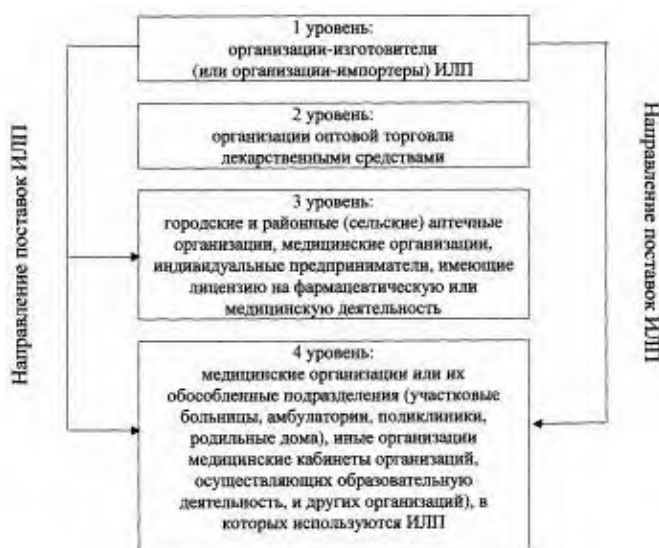 1 уровень:
организации-изготовители
(или организации-импортеры) ИЛП
2 уровень:
организации оптовой торговли
лекарственными средствами
3 уровень:
городские и районные (сельские) аптечные
организации, медицинские организации,
индивидуальные предприниматели, имеющие
лицензию на фармацевтическую или
медицинскую деятельность
4 уровень:
медицинские организации или их
обособленные подразделения (участковые
больницы, амбулатории, поликлиники,
родильные дома), иные организации
медицинские кабинеты организаций,
осуществляющих образовательную
деятельность, и других организаций), в
которых используются ИЛП
Направление поставок ИЛП
Направление поставок ИЛП